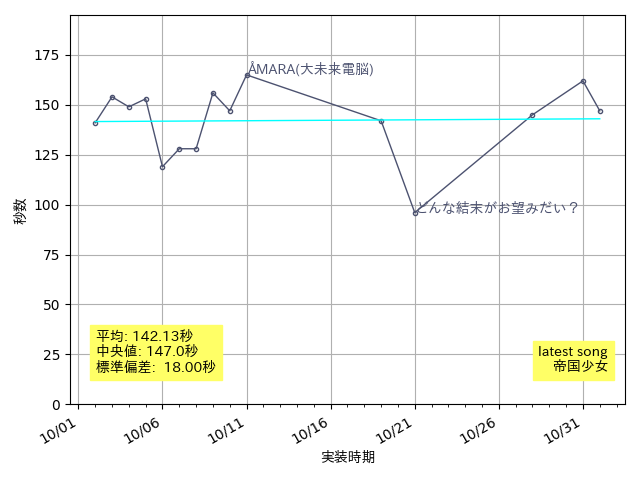 175
150
125
100
75
50
25
0
秒数
ÅMARA(大未来電脳)
どんな結末がお望みだい？
平均: 142.13秒
中央値: 147.0秒
標準偏差: 18.00秒
latest song
帝国少女
10/01
10/06
10/11
10/16
10/21
10/26
10/31
実装時期